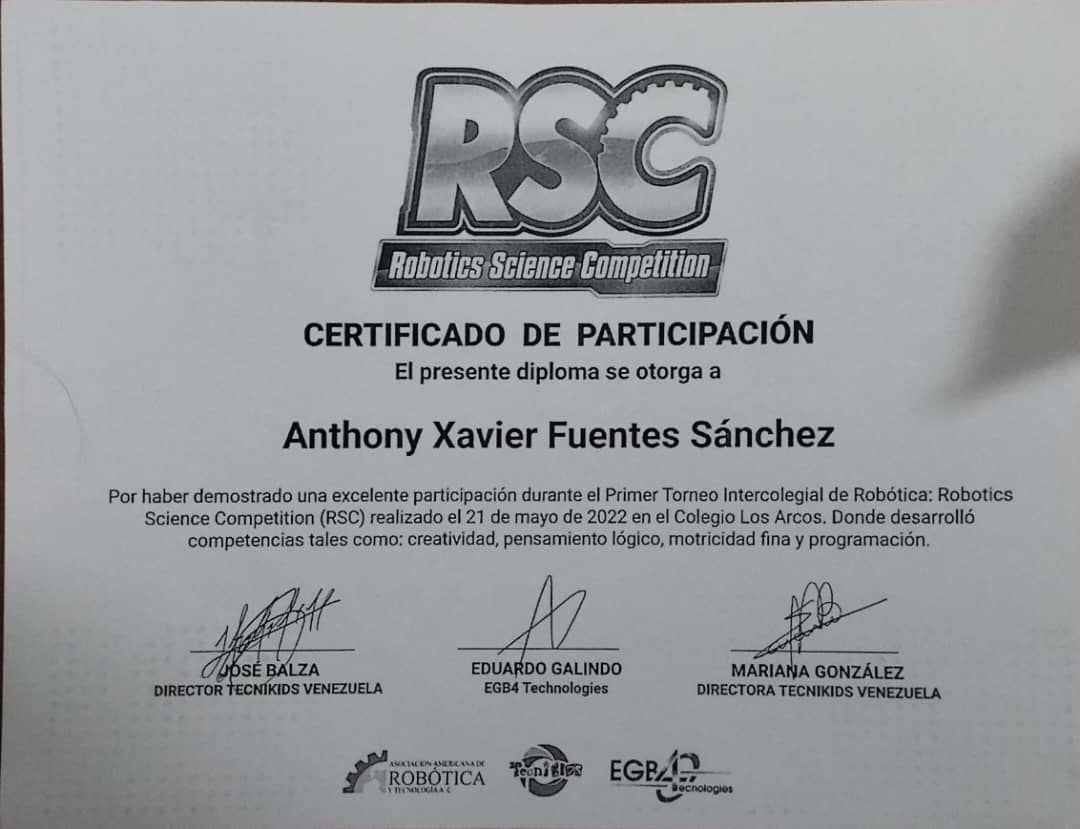 RSC
Robotics Science Competition
CERTIFICADO DE PARTICIPACIÓN
El presente diploma se otorga a
Anthony Xavier Fuentes Sánchez
Por haber demostrado una excelente participación durante el Primer Torneo Intercolegial de Robótica: Robotics
Science Competition (RSC) realizado el 21 de mayo de 2022 en el Colegio Los Arcos. Donde desarrolló
competencias tales como: creatividad, pensamiento lógico, motricidad fina y programación.
JOSÉ BALZA
DIRECTOR TECNÍKIDS VENEZUELA
EDUARDO GALINDO
EGB4 Technologies
MARIANA GONZÁLEZ
DIRECTORA TECNIKIDS VENEZUELA
ASOCIACION AMERICANA DE
ROBÓTICA
Y TECNOLOGÍA A. C
EGB4
Tecnologies